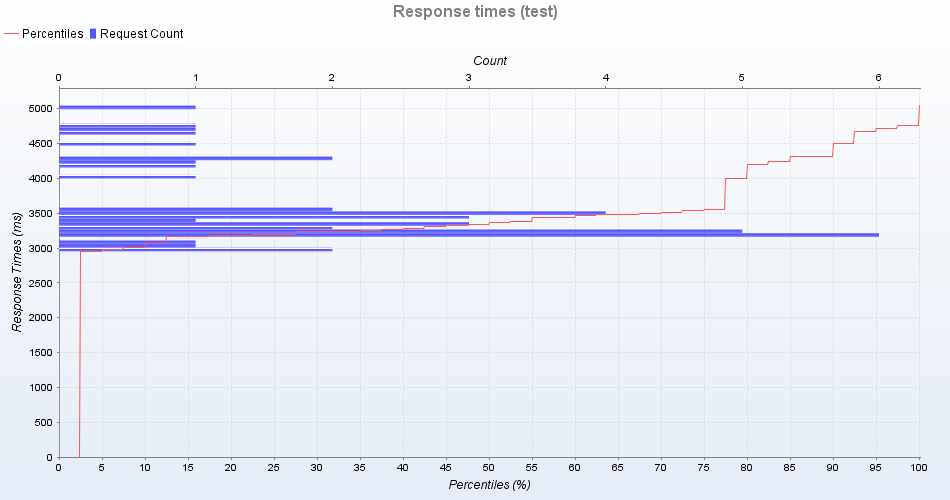 Response times (test)
Percentiles Request Count
Count
0 1 2 3 4 5 6
5000
4500
4000
3500
3000
2500
2000
1500
1000
500
0
Response Times (ms)
0 5 10 15 20 25 30 35 40 45 50 55 60 65 70 75 80 85 90 95 100
Percentiles (%)